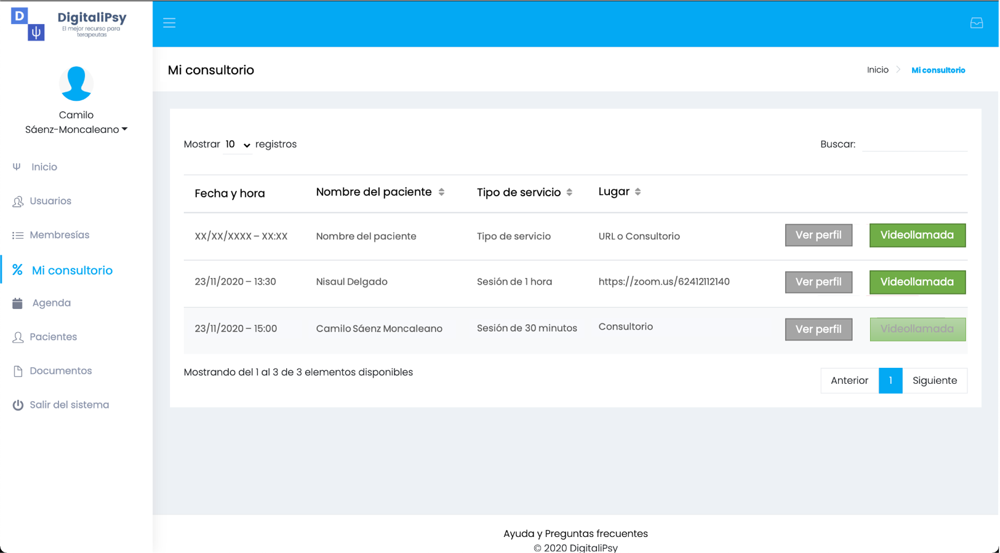 D
ψ
DigitaliPsy
El mejor recurso para
terapeutas
Camilo
Sáenz-Moncaleano
Ψ Inicio
Usuarios
Membresías
% Mi consultorio
Agenda
Pacientes
Documentos
Salir del sistema
Mi consultorio
Inicio > Mi consultorio
Mostrar 10 registros
Buscar:
Fecha y hora Nombre del paciente Tipo de servicio Lugar
XX/XX/XXXX – XX:XX Nombre del paciente Tipo de servicio URL o Consultorio Ver perfil Videollamada
23/11/2020 – 13:30 Nisaul Delgado Sesión de 1 hora https://zoom.us/62412112140 Ver perfil Videollamada
23/11/2020 – 15:00 Camilo Sáenz Moncaleano Sesión de 30 minutos Consultorio Ver perfil Videollamada
Mostrando del 1 al 3 de 3 elementos disponibles
Anterior 1 Siguiente
Ayuda y Preguntas frecuentes
© 2020 DigitaliPsy